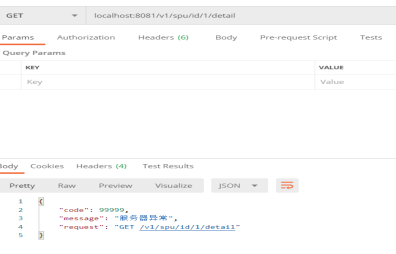 GET localhost:8081/v1/spu/id/1/detail
Params Authorization Headers (6) Body Pre-request Script Tests
Query Params
KEY VALUE
Key Value
Body Cookies Headers (4) Test Results
Pretty Raw Preview Visualize JSON
1 {
2 "code": 99999,
3 "message": "服务器异常",
4 "request": "GET /v1/spu/id/1/detail"
5 }